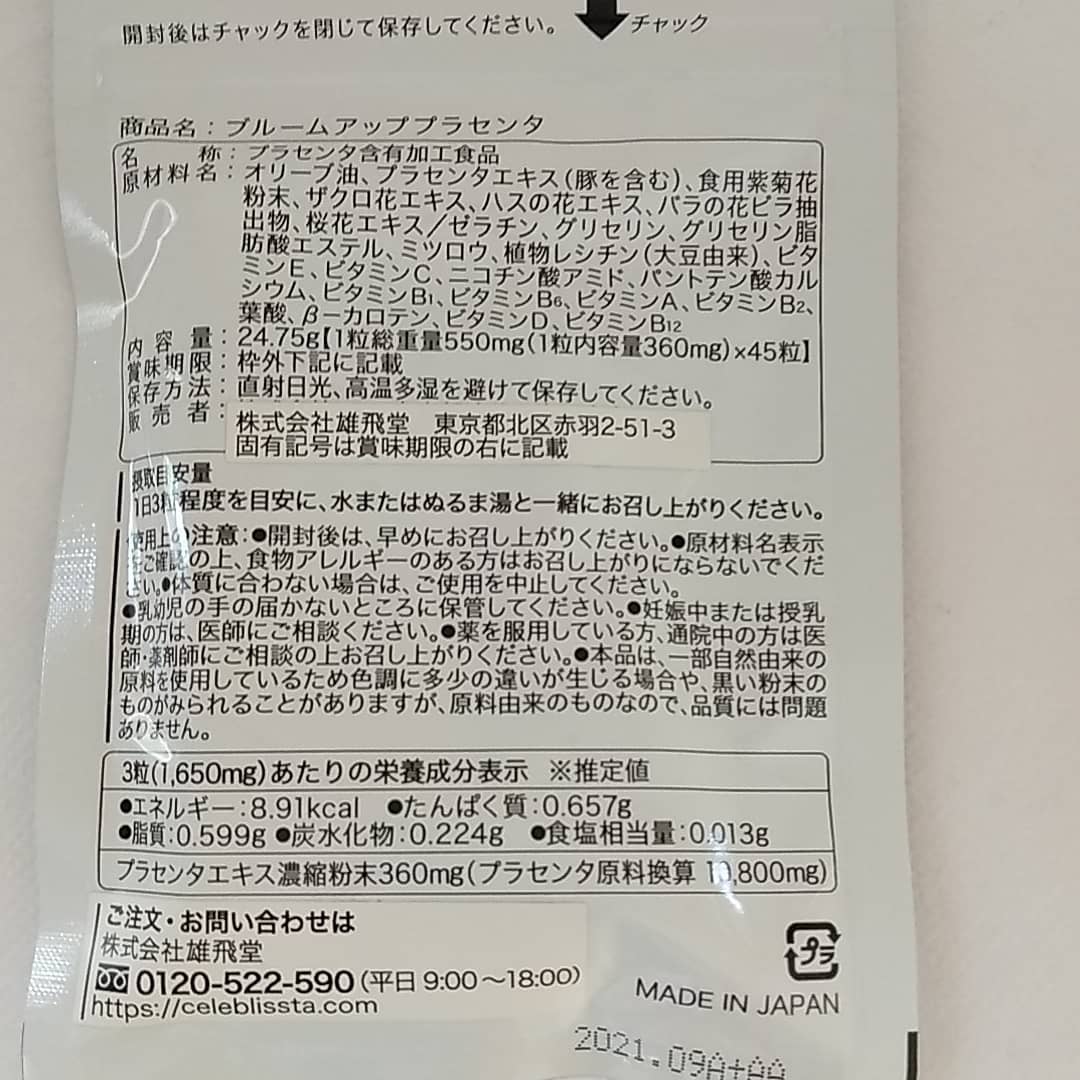 開封後はチャックを閉じて保存してください。 チャック
商品名：ブルームアッププラセンタ
名　　称：プラセンタ含有加工食品
原材料名：オリーブ油、プラセンタエキス(豚を含む)、食用紫菊花
粉末、ザクロ花エキス、ハスの花エキス、バラの花ビラ抽
出物、桜花エキス／ゼラチン、グリセリン、グリセリン脂
肪酸エステル、ミツロウ、植物レシチン(大豆由来)、ビタ
ミンE、ビタミンC、ニコチン酸アミド、パントテン酸カル
シウム、ビタミンB1、ビタミンB6、ビタミンA、ビタミンB2、
葉酸、β－カロテン、ビタミンD、ビタミンB12
内 容 量：24.75g【1粒総重量550mg(1粒内容量360mg)×45粒】
賞味期限：枠外下記に記載
保存方法：直射日光、高温多湿を避けて保存してください。
販 売 者：
株式会社雄飛堂　東京都北区赤羽2-51-3
固有記号は賞味期限の右に記載
摂取目安量
1日3粒程度を目安に、水またはぬるま湯と一緒にお召し上がりください。
使用上の注意：●開封後は、早めにお召し上がりください。●原材料名表示
をご確認の上、食物アレルギーのある方はお召し上がりにならないでくだ
さい。●体質に合わない場合は、ご使用を中止してください。
●乳幼児の手の届かないところに保管してください。●妊娠中または授乳
期の方は、医師にご相談ください。●薬を服用している方、通院中の方は医
師・薬剤師にご相談の上お召し上がりください。●本品は、一部自然由来の
原料を使用しているため色調に多少の違いが生じる場合や、黒い粉末の
ものがみられることがありますが、原料由来のものなので、品質には問題
ありません。
3粒(1,650mg)あたりの栄養成分表示　※推定値
●エネルギー：8.91kcal　●たんぱく質：0.657g
●脂質：0.599g ●炭水化物：0.224g　●食塩相当量：0.013g
プラセンタエキス濃縮粉末360mg(プラセンタ原料換算 10,800mg)
ご注文・お問い合わせは
株式会社雄飛堂
0120-522-590(平日 9:00～18:00)
https://celeblissta.com
プラ
MADE IN JAPAN
2021.09A+AA